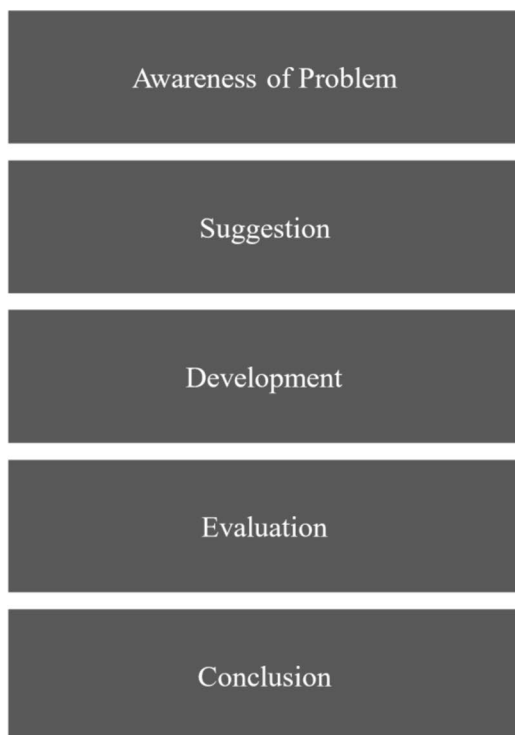 Awareness of Problem
Suggestion
Development
Evaluation
Conclusion